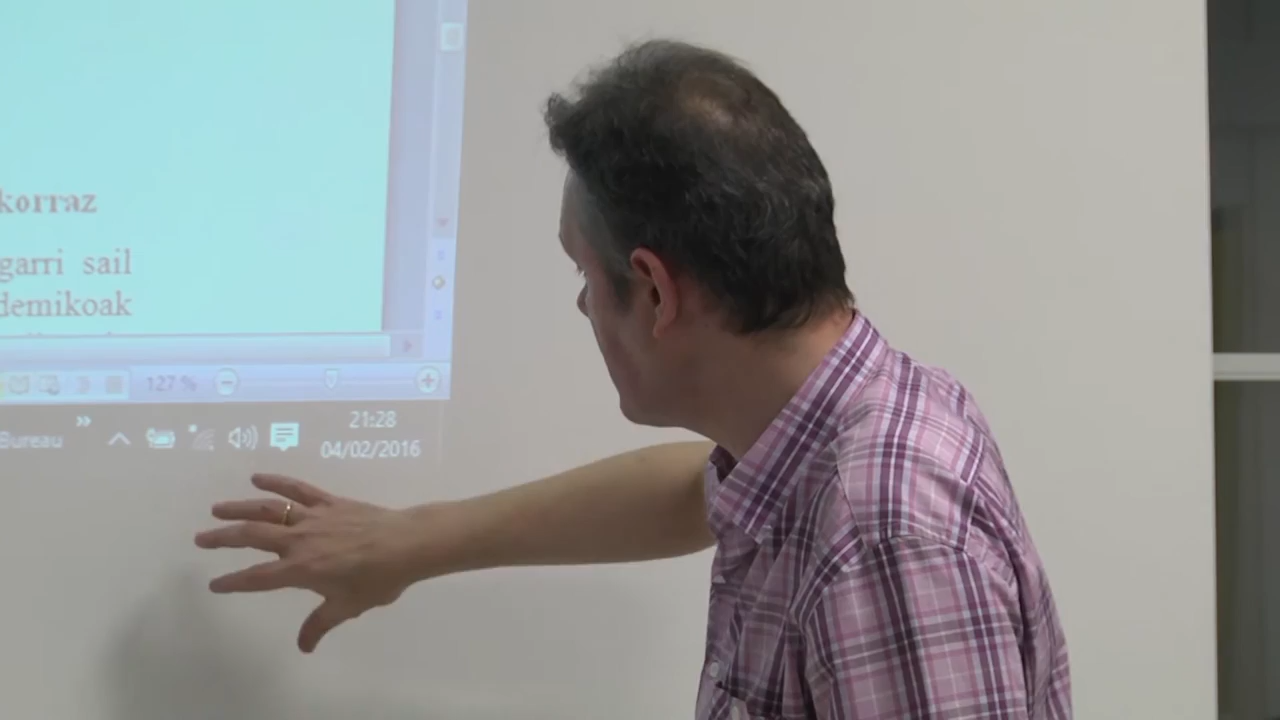 korraz
garri sail
demikoak
127 %
Bureau
21:28
04/02/2016